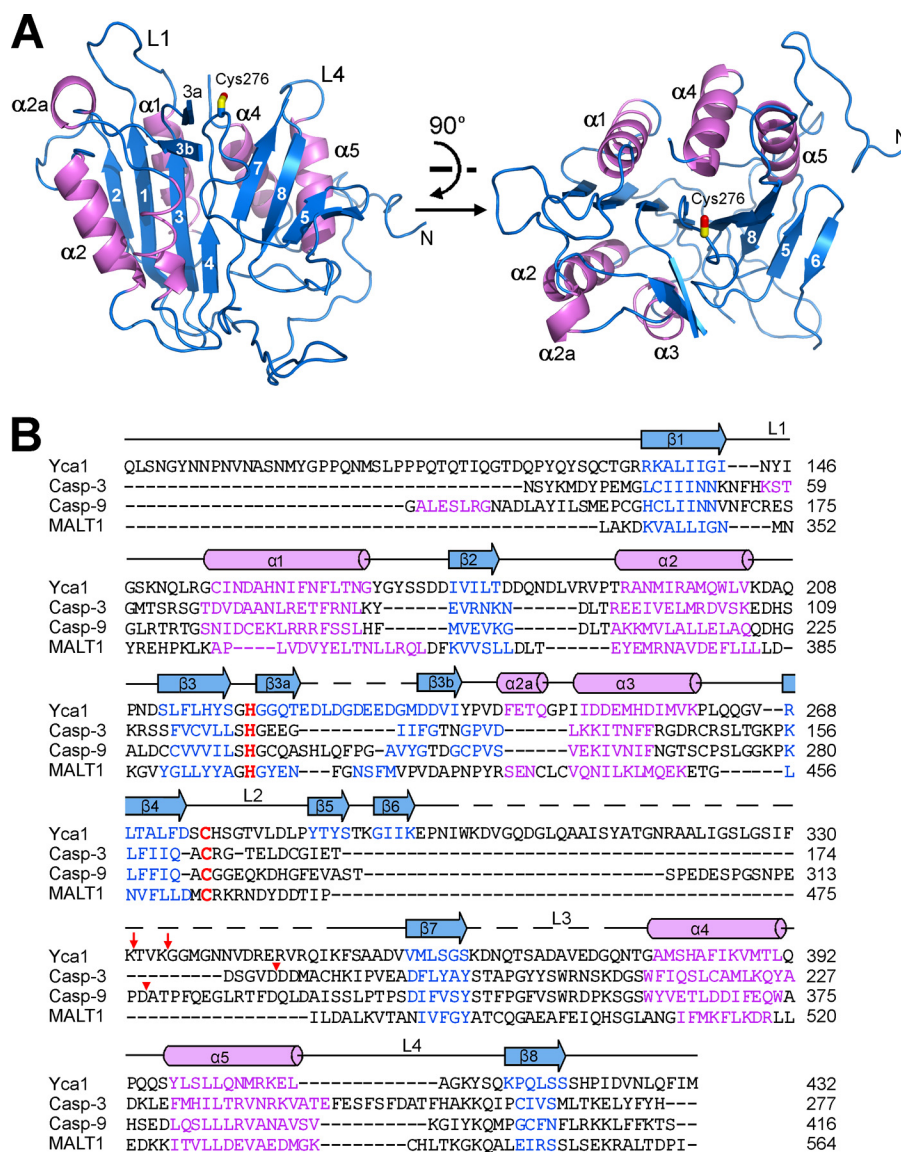 A
L1
Cys276
3a
L4
α2a
α1
α4
3b
α5
7
2
1
8
3
5
α2
4
N
90°
α4
N
α1
α5
Cys276
8
5
6
α2
α2a
α3
B
β1 L1
Yca1 QLSNGYNNPNVNASNMYGPPQNMSLPPPQTQTIQGTDQPYQYSQCTGRRKALIIGI---NYI 146
Casp-3 --------------------------------------NSYKMDYPEMGLCIIINNKNFHKST 59
Casp-9 ---------------------------GALESLRGNADLAYILSMEPCGHCLIINNVNFCRES 175
MALT1 ---------------------------------------------LAKDKVALLIGN----MN 352
α1 β2 α2
Yca1 GSKNQLRGCINDAHNIFNFLTNGYGYSSDDIVILTDDQNDLVRVPTRANMIRAMQWLVKDAQ 208
Casp-3 GMTSRSGTDVDAANLRETFRNLKY------EVRNKN------DLTREEIVELMRDVSKEDHS 109
Casp-9 GLRTRTGSNIDCEKLRRRFSSLHF------MVEVKG------DLTAKKMVLALLELAQQDHG 225
MALT1 YREHPKLKAP----LVDVYELTNLLRQLDFKVVSLLDLT------EYEMRNAVDEFLLLLD- 385
β3 β3a β3b α2a α3
Yca1 PNDSLFLHYSGHGGQTEDLDGDEEDGMDDVIYPVDFETQGPIIDDEMHDIMVKPLQQGV--R 268
Casp-3 KRSSFVCVLLSHGEEG------IIFGTNGPVD-------LKKITNFFRGDRCRSLTGKPK 156
Casp-9 ALDCCVVVILSHGCQASHLQFPG-AVYGTDGCPVS-----VEKIVNIFNGTSCPSLGGKPK 280
MALT1 KGVYGLLYYAGHGYEN---FGNSFMVPVDAPNPYRSENCLCVQNILKLMQEKETG-----L 456
β4 L2 β5 β6
Yca1 LTALFDSCHSGTVLDLPYTYSTKGIIKEPNIWKDVGQDGLQAAISYATGNRAALIGSLGSIF 330
Casp-3 LFIIQ-ACRG-TELDCGIET------------------------------------------ 174
Casp-9 LFFIQ-ACGGEQKDHGFEVAST---------------------------SPEDESPGSNPE 313
MALT1 NVFLLDMCRKRNDYDDTIP------------------------------------------- 475
β7 L3 α4
Yca1 KTVKGGMGNNVDRERVRQIKFSAADVVMLSGSKDNQTSADAVEDGQNTGAMSHAFIKVMTLQ 392
Casp-3 ----------DSGVDDDMACHKIPVEADFLYAYSTAPGYYSWRNSKDGSWFIQSLCAMLKQYA 227
Casp-9 PDATPFQEGLRTFDQLDAISSLPTPSDIFVSYSTFPGFVSWRDPKSGSWYVETLDDIFEQWA 375
MALT1 -------------------ILDALKVTANIVFGYATCQGAEAFEIQHSGLANGIFMKFLKDRLL 520
α5 L4 β8
Yca1 PQQSYLSLLQNMRKEL--------------AGKYSQKPQLSSSHPIDVNLQFIM 432
Casp-3 DKLEFMHILTRVNRKVATEFESFSFDATFHAKKQIPCIVSMLTKELYFYH--- 277
Casp-9 HSEDLQSLLLRVANAVSV-----------KGIYKQMPGCFNFLRKKLFFKTS-- 416
MALT1 EDKKITVLLLDEVAEDMGK---------CHLTKGKQALEIRSSLSEKRALTDPI- 564